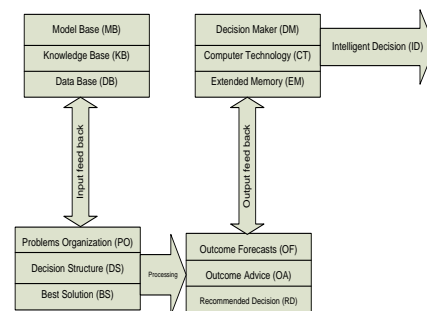 Model Base (MB)
Knowledge Base (KB)
Data Base (DB)
Decision Maker (DM)
Computer Technology (CT)
Extended Memory (EM)
Intelligent Decision (ID)
Input feed back
Output feed back
Problems Organization (PO)
Decision Structure (DS)
Best Solution (BS)
Processing
Outcome Forecasts (OF)
Outcome Advice (OA)
Recommended Decision (RD)